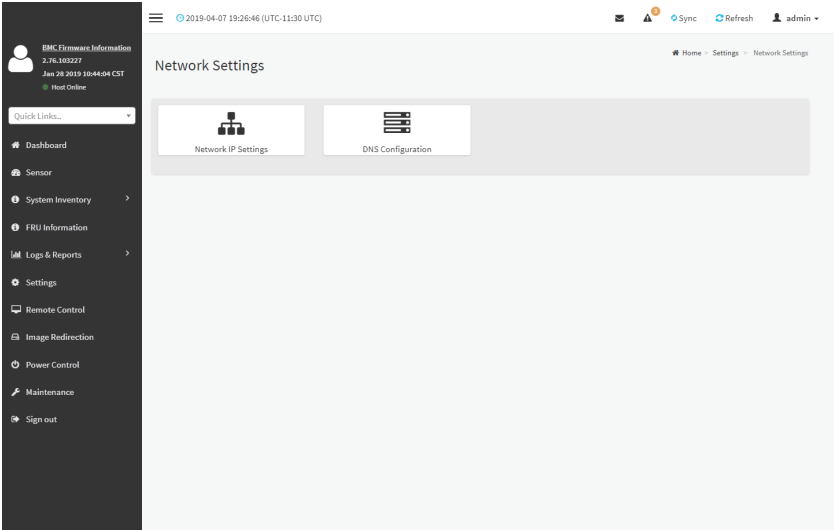 2019-04-07 19:26:46 (UTC-11:30 UTC)
3
Sync
Refresh
admin
BMC Firmware Information
2.76.103227
Jan 28 2019 10:44:04 CST
Host Online
Quick Links..
Dashboard
Sensor
System Inventory
FRU Information
Logs & Reports
Settings
Remote Control
Image Redirection
Power Control
Maintenance
Sign out
Network Settings
Home > Settings > Network Settings
Network IP Settings
DNS Configuration